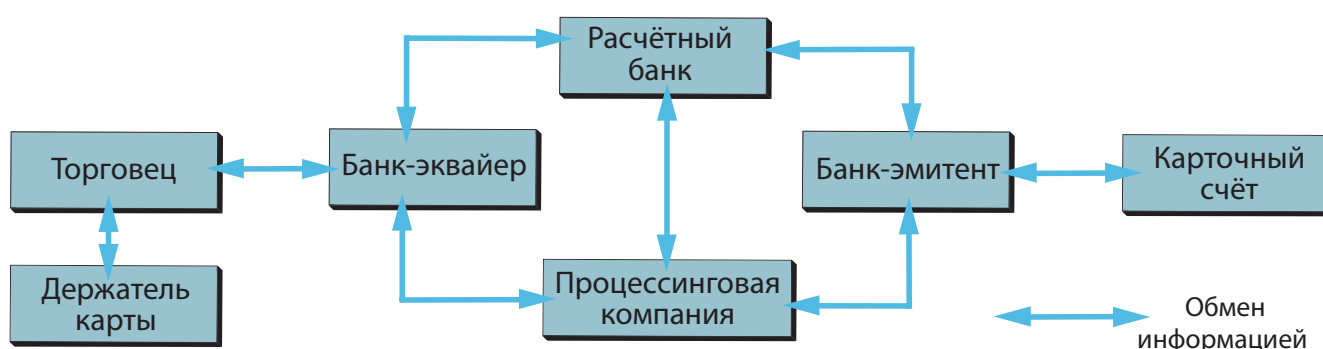 Расчётный
банк
Торговец
Банк-эквайер
Банк-эмитент
Карточный
счёт
Держатель
карты
Процессинговая
компания
Обмен
информацией